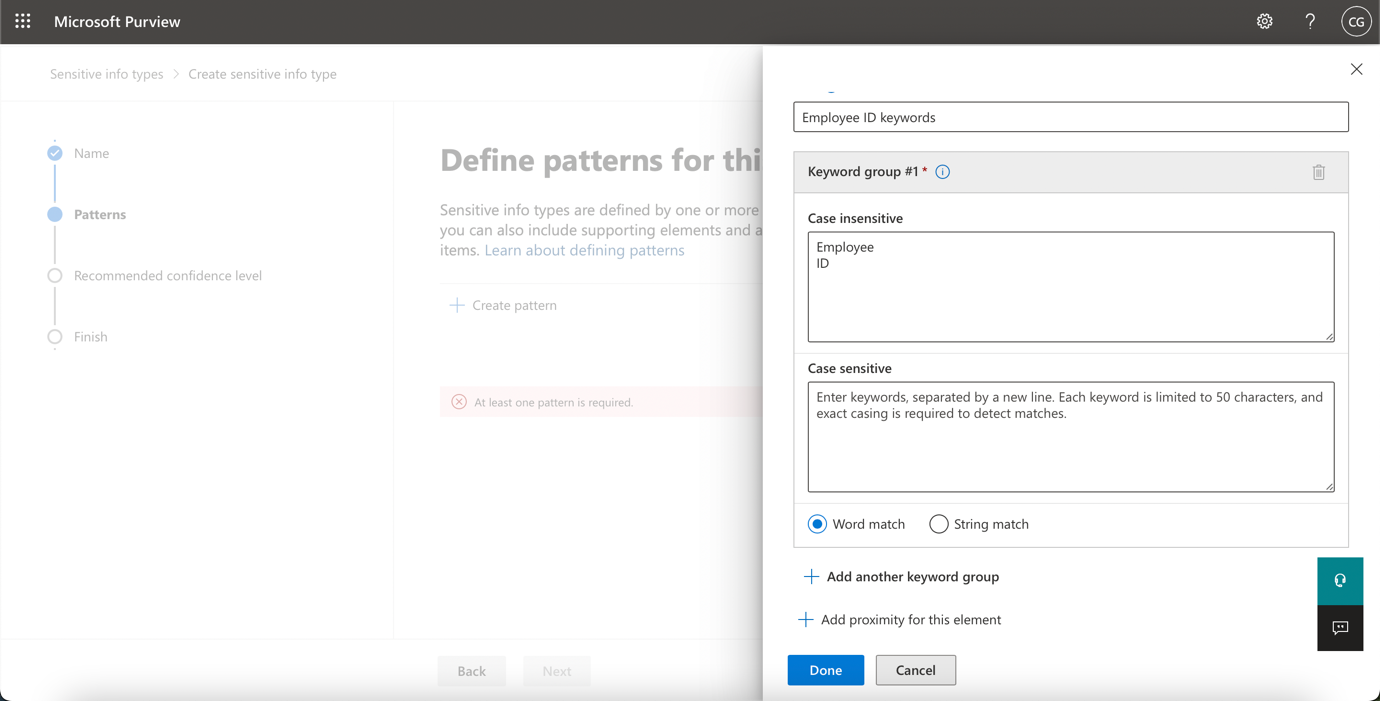 Microsoft Purview
?
CG
Sensitive info types > Create sensitive info type
Name
Patterns
Recommended confidence level
Finish
Define patterns for thi
Sensitive info types are defined by one or more
you can also include supporting elements and a
items. Learn about defining patterns
+ Create pattern
At least one pattern is required.
Back
Next
Employee ID keywords
Keyword group #1 *
Case insensitive
Employee
ID
Case sensitive
Enter keywords, separated by a new line. Each keyword is limited to 50 characters, and
exact casing is required to detect matches.
Word match
String match
+ Add another keyword group
+ Add proximity for this element
Done
Cancel